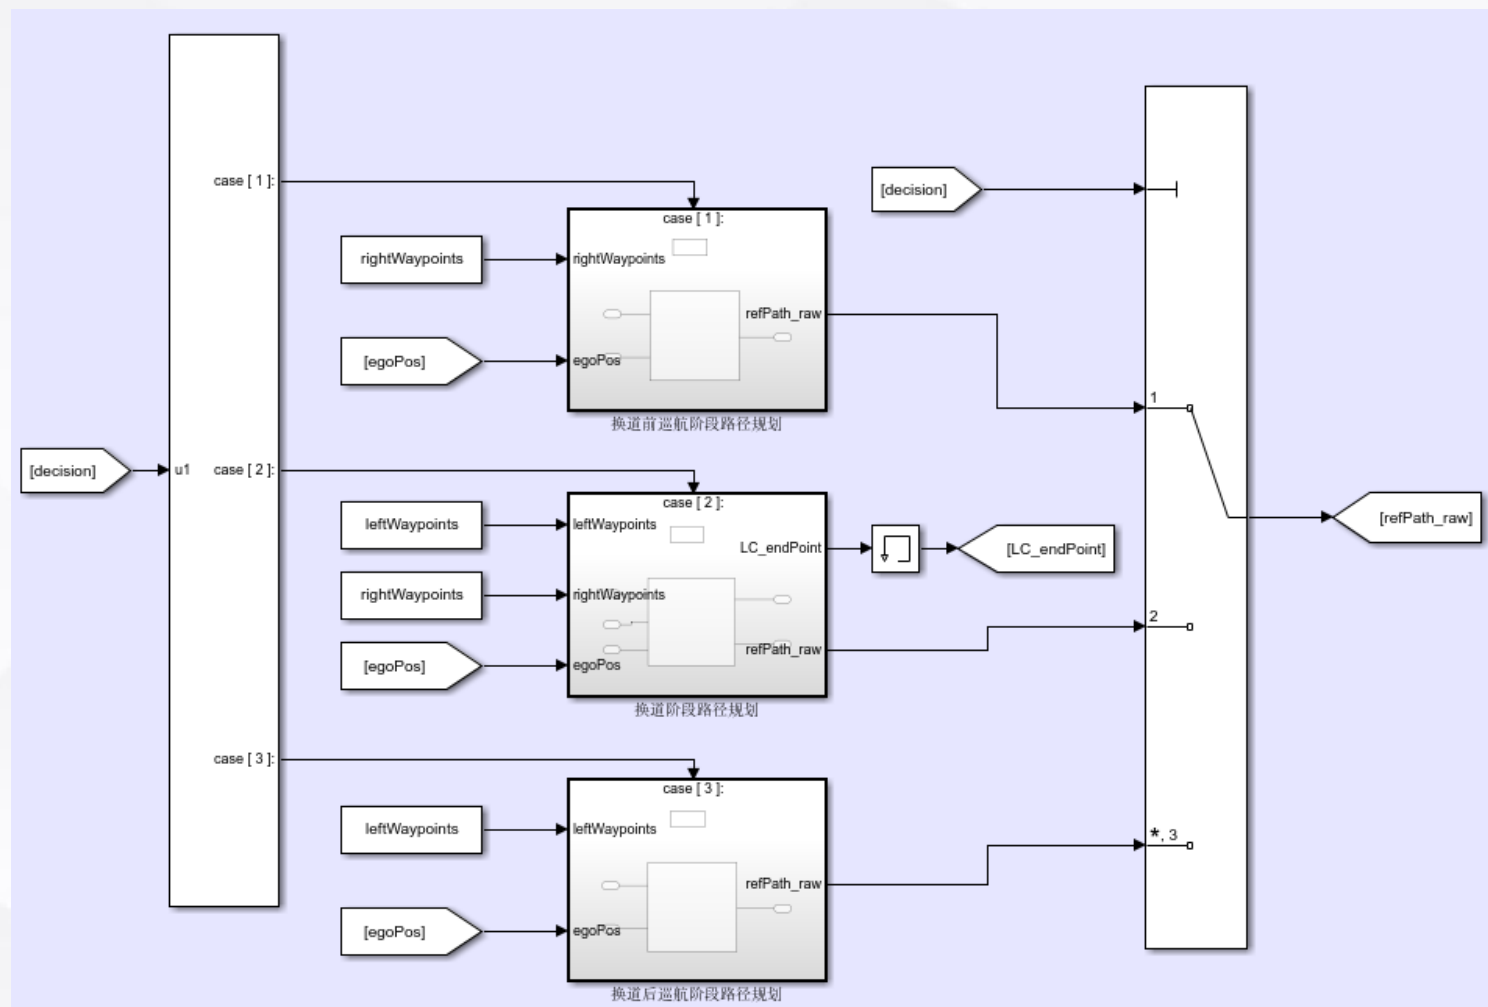 case [ 1 ]:
[decision]
case [ 1 ]:
rightWaypoints
rightWaypoints
refPath_raw
[egoPos]
egoPos
1
换道前巡航阶段路径规划
[decision]
u1
case [ 2 ]:
case [ 2 ]:
leftWaypoints
leftWaypoints
LC_endPoint
[LC_endPoint]
[refPath_raw]
rightWaypoints
rightWaypoints
2
refPath_raw
[egoPos]
egoPos
换道阶段路径规划
case [ 3 ]:
case [ 3 ]:
leftWaypoints
leftWaypoints
*, 3
refPath_raw
[egoPos]
egoPos
换道后巡航阶段路径规划